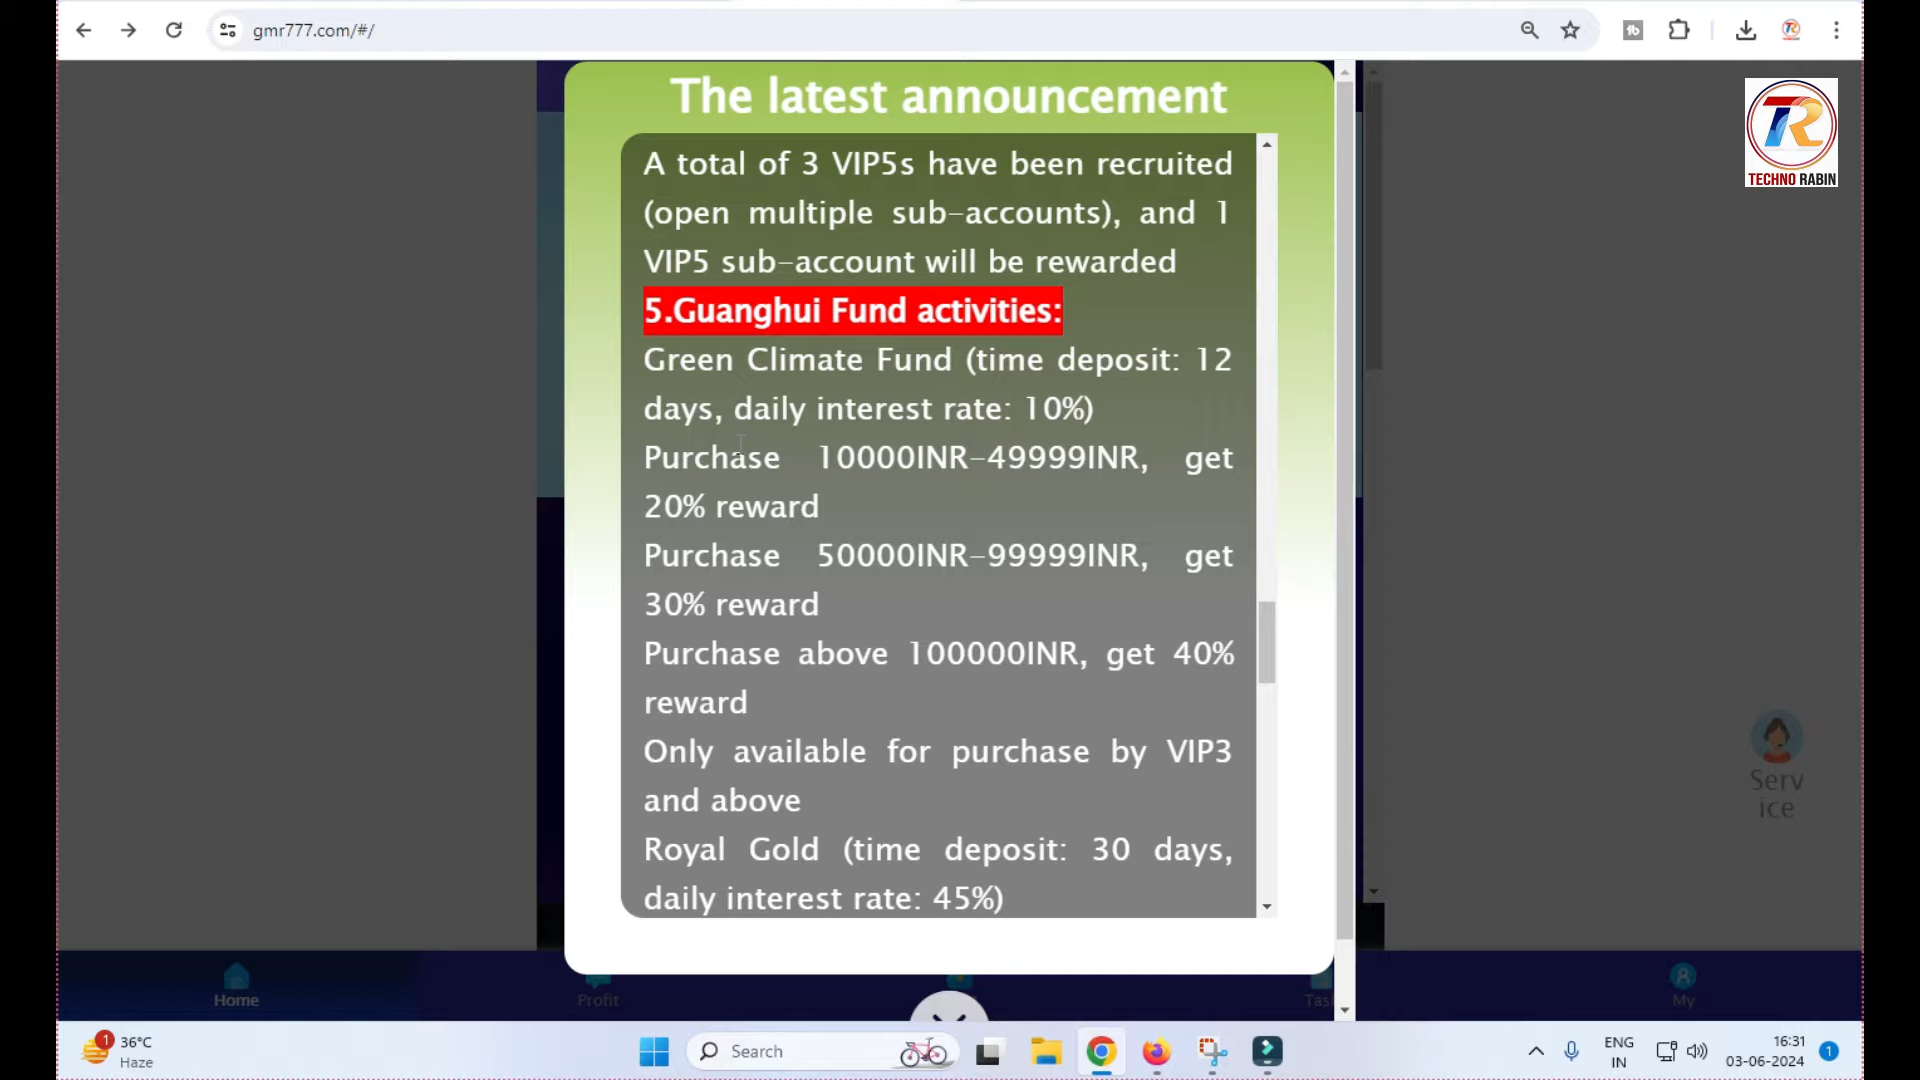 gmr777.com/#/
The latest announcement
TECHNO RABIN
A total of 3 VIP5s have been recruited
(open multiple sub-accounts), and 1
VIP5 sub-account will be rewarded
5.Guanghui Fund activities:
Green Climate Fund (time deposit: 12
days, daily interest rate: 10%)
Purchase 10000INR-49999INR, get
20% reward
Purchase 50000INR-99999INR, get
30% reward
Purchase above 100000INR, get 40%
reward
Only available for purchase by VIP3
and above
Royal Gold (time deposit: 30 days,
daily interest rate: 45%)
Serv
ice
Home
Profit
My
1
36°C
Haze
Search
ENG
IN
16:31
03-06-2024
1